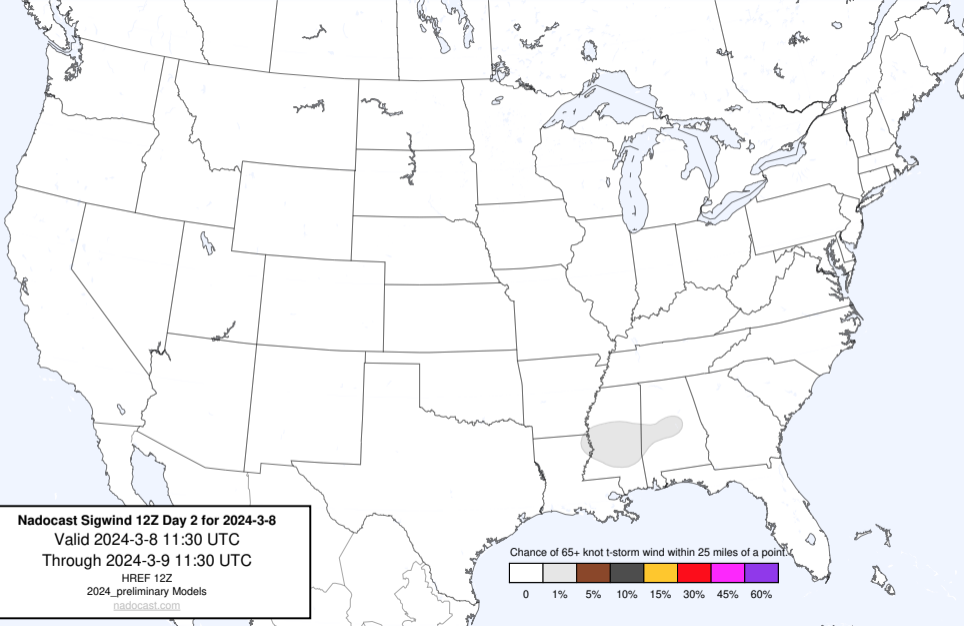 Nadocast Sigwind 12Z Day 2 for 2024-3-8
Valid 2024-3-8 11:30 UTC
Through 2024-3-9 11:30 UTC
HREF 12Z
2024_preliminary Models
nadocast.com
Chance of 65+ knot t-storm wind within 25 miles of a point.
0 1% 5% 10% 15% 30% 45% 60%